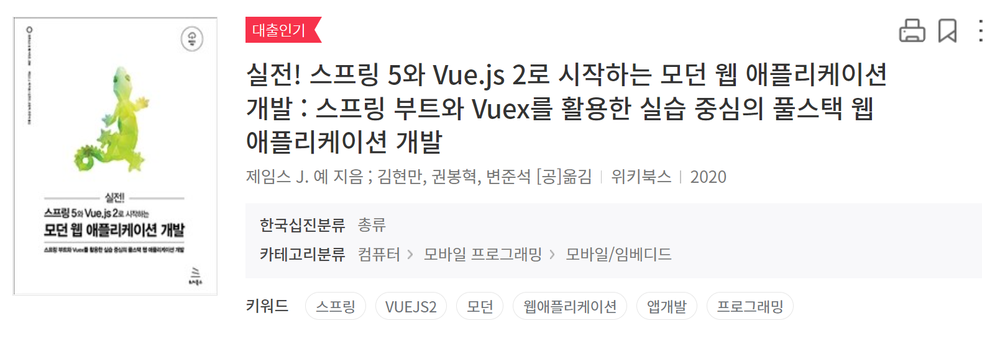 실전!
스프링 5와 Vue.js 2로 시작하는
모던 웹 애플리케이션 개발
스프링 부트와 Vuex를 활용한 실습 중심의 풀스택 웹 애플리케이션 개발
대출인기
실전! 스프링 5와 Vue.js 2로 시작하는 모던 웹 애플리케이션
개발 : 스프링 부트와 Vuex를 활용한 실습 중심의 풀스택 웹
애플리케이션 개발
제임스 J. 예 지음 ; 김현만, 권봉혁, 변준석 [공]옮김 | 위키북스 | 2020
한국십진분류 총류
카테고리분류 컴퓨터 > 모바일 프로그래밍 > 모바일/임베디드
키워드 스프링 VUEJS2 모던 웹애플리케이션 앱개발 프로그래밍